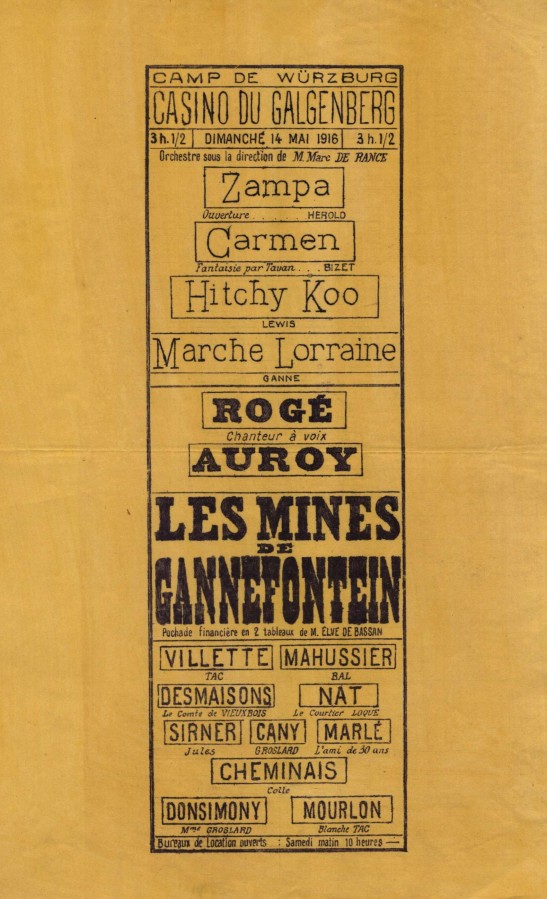 CAMP DE WÜRZBURG
CASINO DU GALGENBERG
3 h. 1/2 DIMANCHE 14 MAI 1916 3 h. 1/2
Orchestre sous la direction de M. Marc DE RANCE
Zampa
Ouverture . . . . . . HEROLD
Carmen
Fantaisie par Tavan . . . BIZET
Hitchy Koo
LEWIS
Marche Lorraine
GANNE
ROGÉ
Chanteur à voix
AUROY
LES MINES
DE
GANNEFONTEIN
Pochade financière en 2 tableaux de M. ELVE DE BASSAN
VILLETTE MAHUSSIER
TAC BAL
DESMAISONS NAT
Le Comte de VIEUXBOIS Le Courtier LOQUE
SIRNER CANY MARLÉ
Jules GROSLARD L'ami de 30 ans
CHEMINAIS
Colle
DONSIMONY MOURLON
Mme GROSLARD Blanche TAC
Bureaux de Location ouverts : Samedi matin 10 heures —